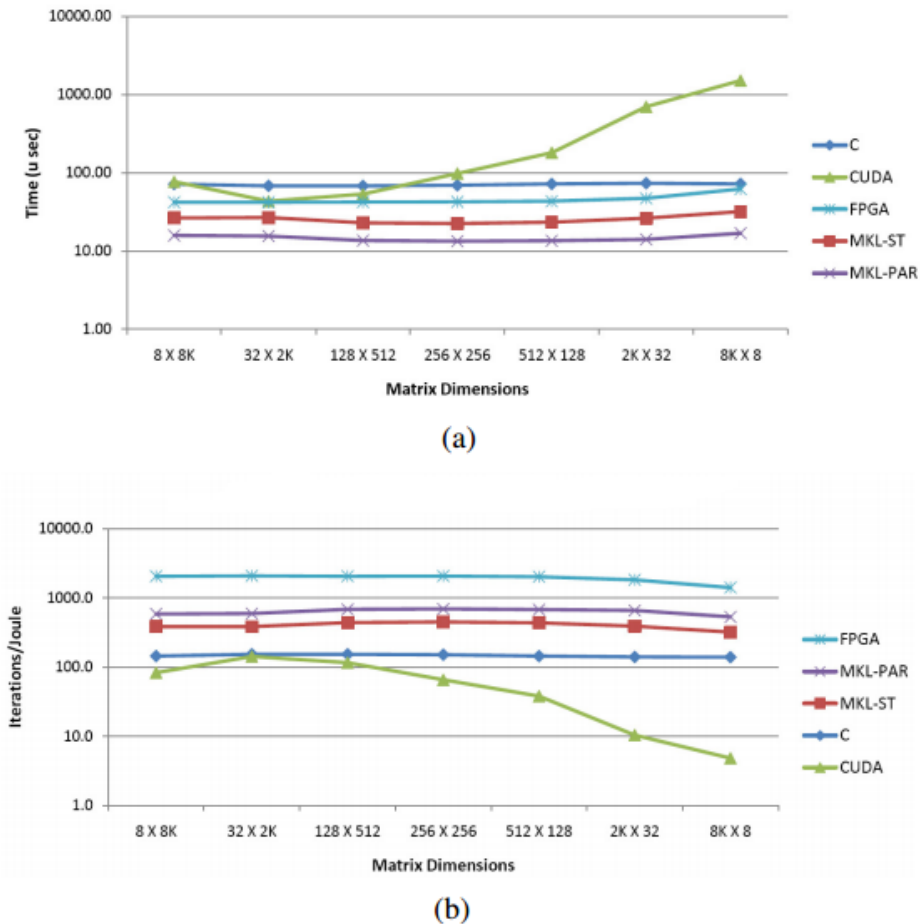 10000.00
1000.00
100.00
10.00
1.00
Time (u sec)
8 X 8K 32 X 2K 128 X 512 256 X 256 512 X 128 2K X 32 8K X 8
Matrix Dimensions
C
CUDA
FPGA
MKL-ST
MKL-PAR
(a)
10000.0
1000.0
100.0
10.0
1.0
Iterations/Joule
8 X 8K 32 X 2K 128 X 512 256 X 256 512 X 128 2K X 32 8K X 8
Matrix Dimensions
FPGA
MKL-PAR
MKL-ST
C
CUDA
(b)